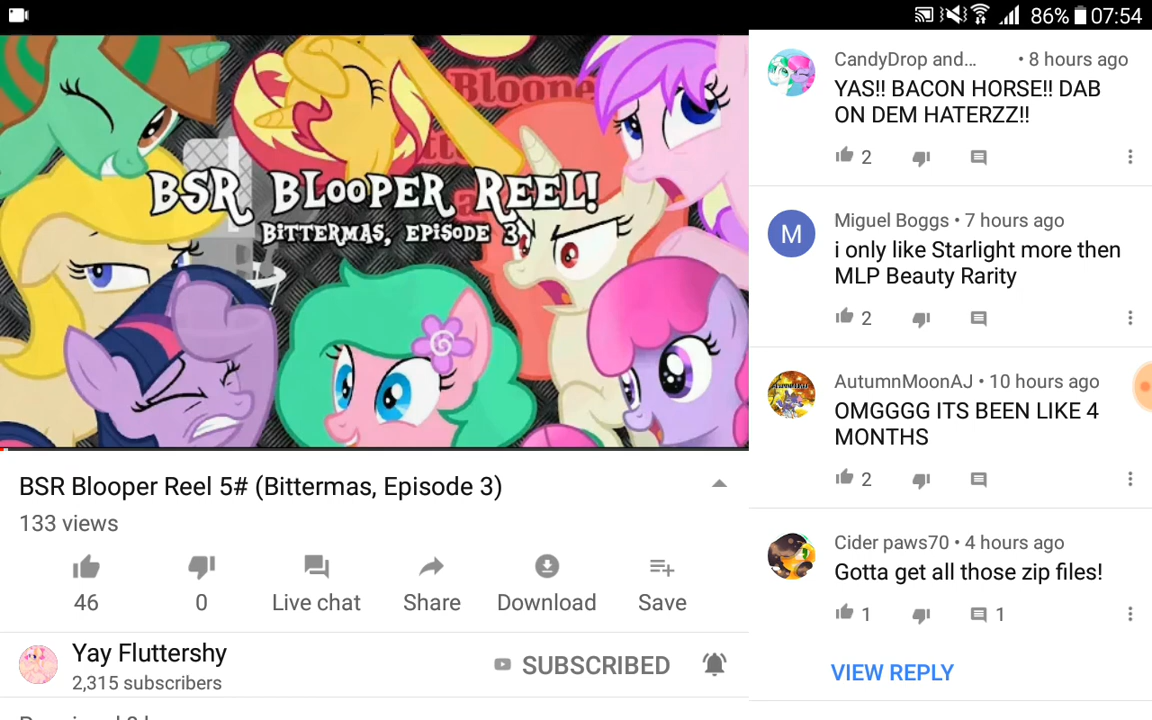 86% 07:54
Bloope
BSR BLOOPER REEL!
BITTERMAS, EPISODE 3
BSR Blooper Reel 5# (Bittermas, Episode 3)
133 views
46
0
Live chat
Share
Download
Save
Yay Fluttershy
2,315 subscribers
SUBSCRIBED
CandyDrop and... • 8 hours ago
YAS!! BACON HORSE!! DAB
ON DEM HATERZZ!!
2
M
Miguel Boggs • 7 hours ago
i only like Starlight more then
MLP Beauty Rarity
2
AutumnMoonAJ • 10 hours ago
OMGGGG ITS BEEN LIKE 4
MONTHS
2
Cider paws70 • 4 hours ago
Gotta get all those zip files!
1
1
VIEW REPLY